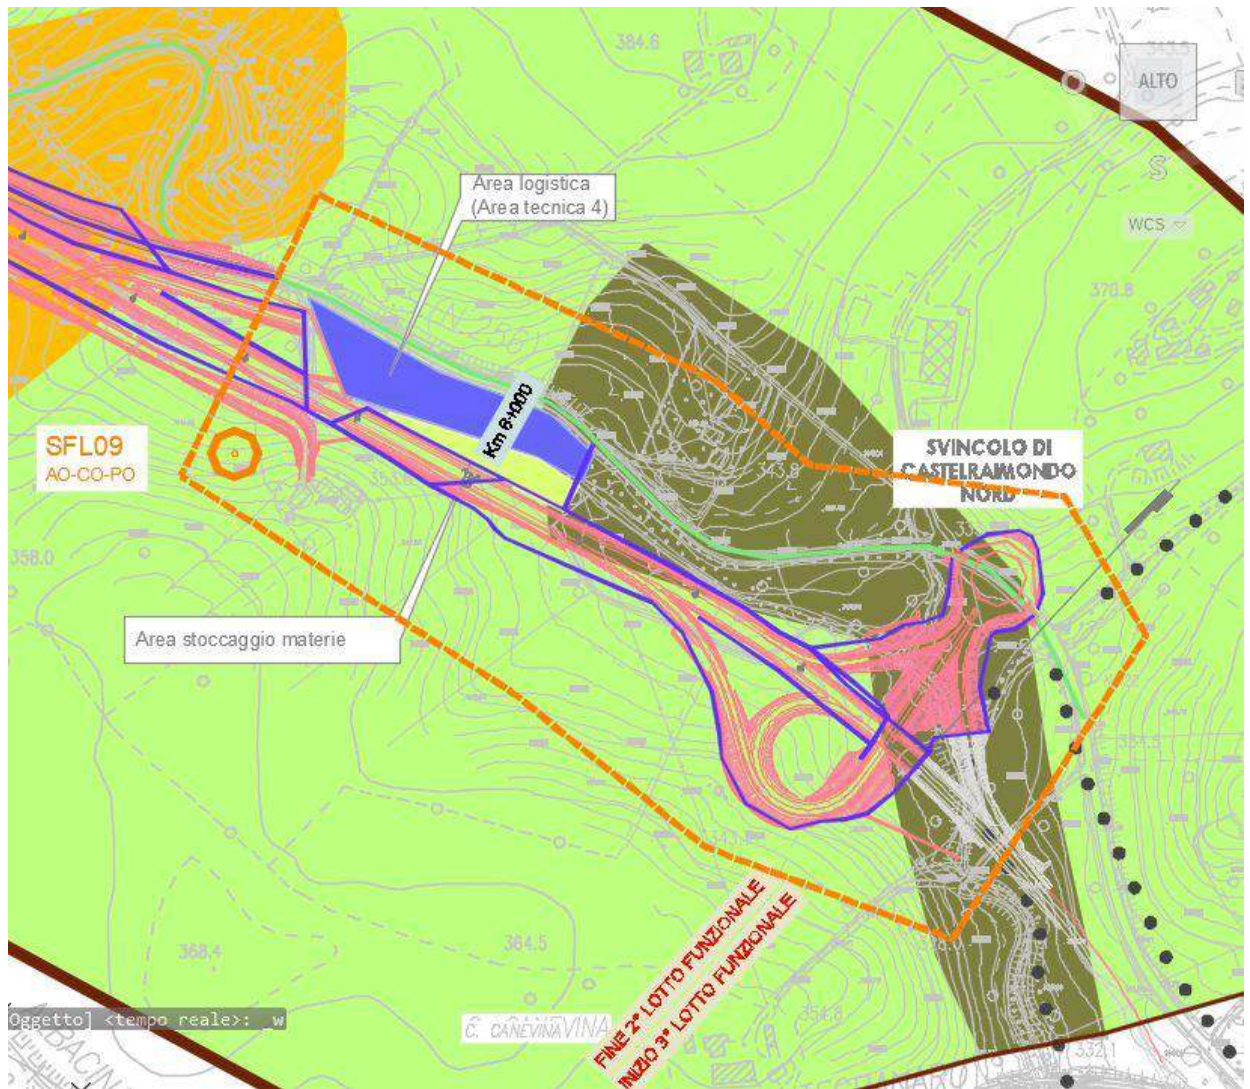 384.6
343.5
ALTO
Area logistica
(Area tecnica 4)
S
WCS
370.8
Km 6+000
SFL09
AO-CO-PO
SVINCOLO DI
CASTELRAIMONDO
NORD
343.8
358.0
Area stoccaggio materie
364.5
368.4
FINE 2° LOTTO FUNZIONALE
INIZIO 3° LOTTO FUNZIONALE
Oggetto] <tempo reale>: _w
C. CANEVINA
354.8
332.1